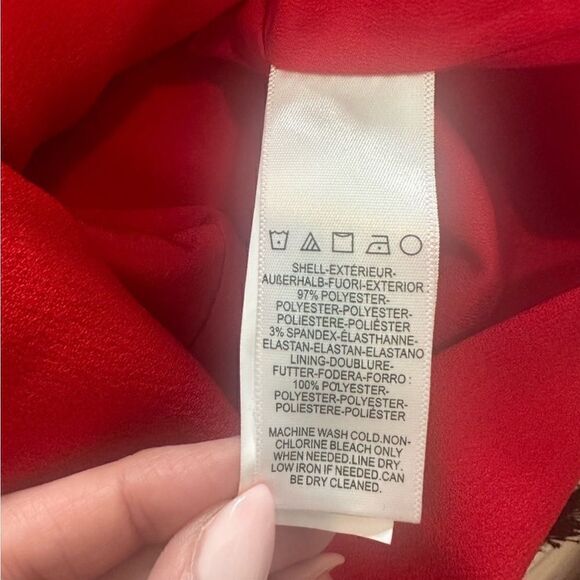 SHELL-EXTÉRIEUR-
AUßERHALB-FUORI-EXTERIOR :
97% POLYESTER-
POLYESTER-POLYESTER-
POLIESTERE-POLIÉSTER
3% SPANDEX-ÉLASTHANNE-
ELASTAN-ELASTAN-ELASTANO
LINING-DOUBLURE-
FUTTER-FODERA-FORRO :
100% POLYESTER-
POLYESTER-POLYESTER-
POLIESTERE-POLIÉSTER
MACHINE WASH COLD.NON-
CHLORINE BLEACH ONLY
WHEN NEEDED.LINE DRY.
LOW IRON IF NEEDED.CAN
BE DRY CLEANED.